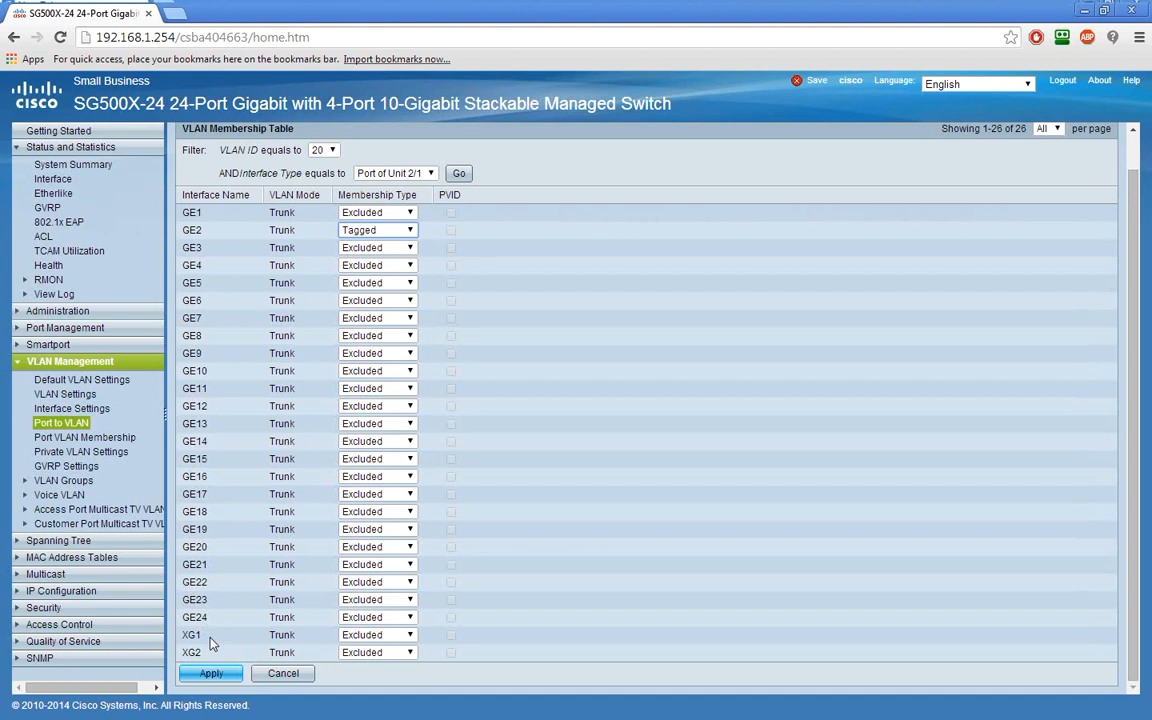 SG500X-24 24-Port Gigabit
192.168.1.254/csba404663/home.htm
ABP
Apps For quick access, place your bookmarks here on the bookmarks bar. Import bookmarks now...
Small Business
Save cisco Language: English Logout About Help
cisco SG500X-24 24-Port Gigabit with 4-Port 10-Gigabit Stackable Managed Switch
Getting Started
Status and Statistics
System Summary
Interface
Etherlike
GVRP
802.1x EAP
ACL
TCAM Utilization
Health
RMON
View Log
Administration
Port Management
Smartport
VLAN Management
Default VLAN Settings
VLAN Settings
Interface Settings
Port to VLAN
Port VLAN Membership
Private VLAN Settings
GVRP Settings
VLAN Groups
Voice VLAN
Access Port Multicast TV VLAN
Customer Port Multicast TV VL
Spanning Tree
MAC Address Tables
Multicast
IP Configuration
Security
Access Control
Quality of Service
SNMP
VLAN Membership Table Showing 1-26 of 26 All per page
Filter: VLAN ID equals to 20
AND Interface Type equals to Port of Unit 2/1 Go
Interface Name VLAN Mode Membership Type PVID
GE1 Trunk Excluded
GE2 Trunk Tagged
GE3 Trunk Excluded
GE4 Trunk Excluded
GE5 Trunk Excluded
GE6 Trunk Excluded
GE7 Trunk Excluded
GE8 Trunk Excluded
GE9 Trunk Excluded
GE10 Trunk Excluded
GE11 Trunk Excluded
GE12 Trunk Excluded
GE13 Trunk Excluded
GE14 Trunk Excluded
GE15 Trunk Excluded
GE16 Trunk Excluded
GE17 Trunk Excluded
GE18 Trunk Excluded
GE19 Trunk Excluded
GE20 Trunk Excluded
GE21 Trunk Excluded
GE22 Trunk Excluded
GE23 Trunk Excluded
GE24 Trunk Excluded
XG1 Trunk Excluded
XG2 Trunk Excluded
Apply Cancel
© 2010-2014 Cisco Systems, Inc. All Rights Reserved.